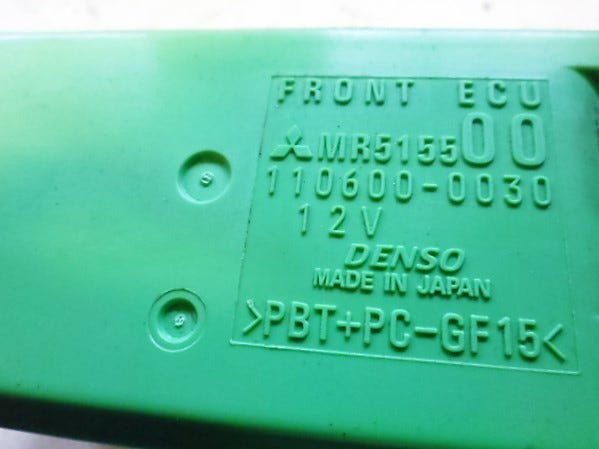 FRONT ECU
MR515500
110600-0030
12V
DENSO
MADE IN JAPAN
>PBT+PC-GF15<